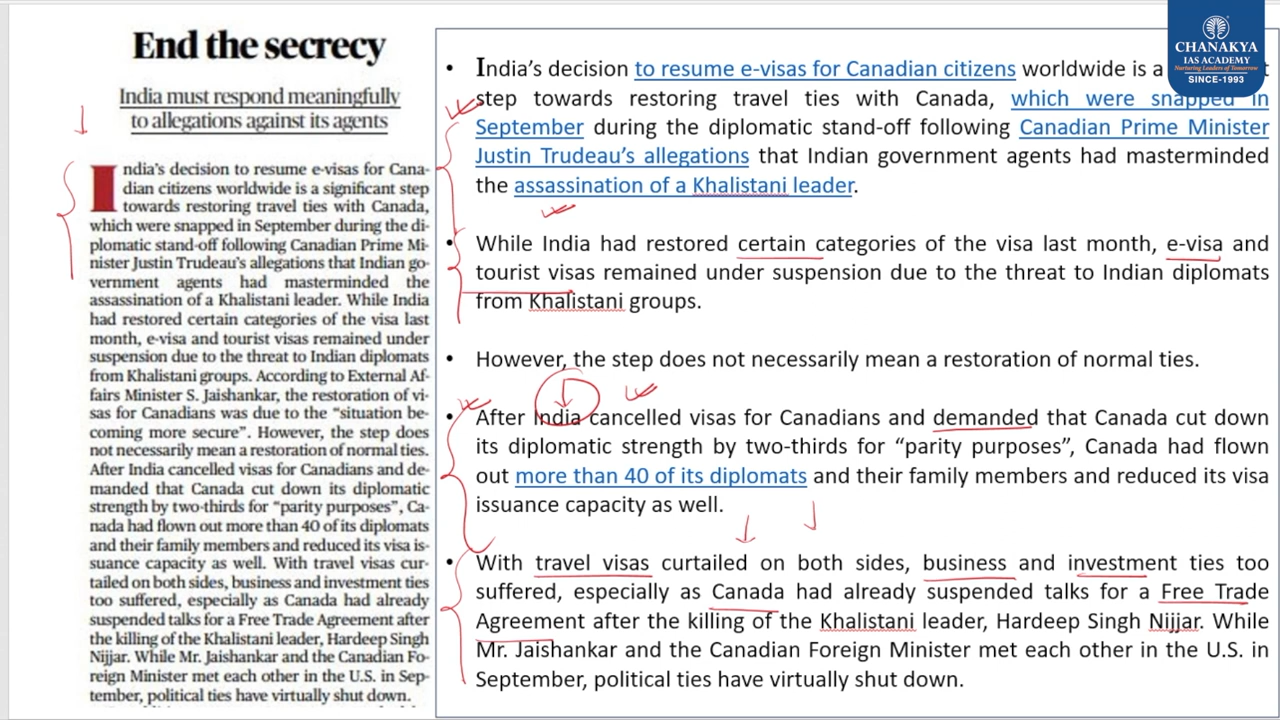 End the secrecy
India must respond meaningfully
to allegations against its agents
India's decision to resume e-visas for Cana-
dian citizens worldwide is a significant step
towards restoring travel ties with Canada,
which were snapped in September during the di-
plomatic stand-off following Canadian Prime Mi-
nister Justin Trudeau's allegations that Indian go-
vernment agents had masterminded the
assassination of a Khalistani leader. While India
had restored certain categories of the visa last
month, e-visa and tourist visas remained under
suspension due to the threat to Indian diplomats
from Khalistani groups. According to External Af-
fairs Minister S. Jaishankar, the restoration of vi-
sas for Canadians was due to the "situation be-
coming more secure". However, the step does
not necessarily mean a restoration of normal ties.
After India cancelled visas for Canadians and de-
manded that Canada cut down its diplomatic
strength by two-thirds for "parity purposes", Ca-
nada had flown out more than 40 of its diplomats
and their family members and reduced its visa is-
suance capacity as well. With travel visas cur-
tailed on both sides, business and investment ties
too suffered, especially as Canada had already
suspended talks for a Free Trade Agreement after
the killing of the Khalistani leader, Hardeep Singh
Nijjar. While Mr. Jaishankar and the Canadian Fo-
reign Minister met each other in the U.S. in Sep-
tember, political ties have virtually shut down.
• India's decision to resume e-visas for Canadian citizens worldwide is a t
step towards restoring travel ties with Canada, which were snapped in
September during the diplomatic stand-off following Canadian Prime Minister
Justin Trudeau's allegations that Indian government agents had masterminded
the assassination of a Khalistani leader.
• While India had restored certain categories of the visa last month, e-visa and
tourist visas remained under suspension due to the threat to Indian diplomats
from Khalistani groups.
• However, the step does not necessarily mean a restoration of normal ties.
• After India cancelled visas for Canadians and demanded that Canada cut down
its diplomatic strength by two-thirds for "parity purposes", Canada had flown
out more than 40 of its diplomats and their family members and reduced its visa
issuance capacity as well.
• With travel visas curtailed on both sides, business and investment ties too
suffered, especially as Canada had already suspended talks for a Free Trade
Agreement after the killing of the Khalistani leader, Hardeep Singh Nijjar. While
Mr. Jaishankar and the Canadian Foreign Minister met each other in the U.S. in
September, political ties have virtually shut down.
CHANAKYA
IAS ACADEMY
Nurturing Leaders of Tomorrow
SINCE-1993